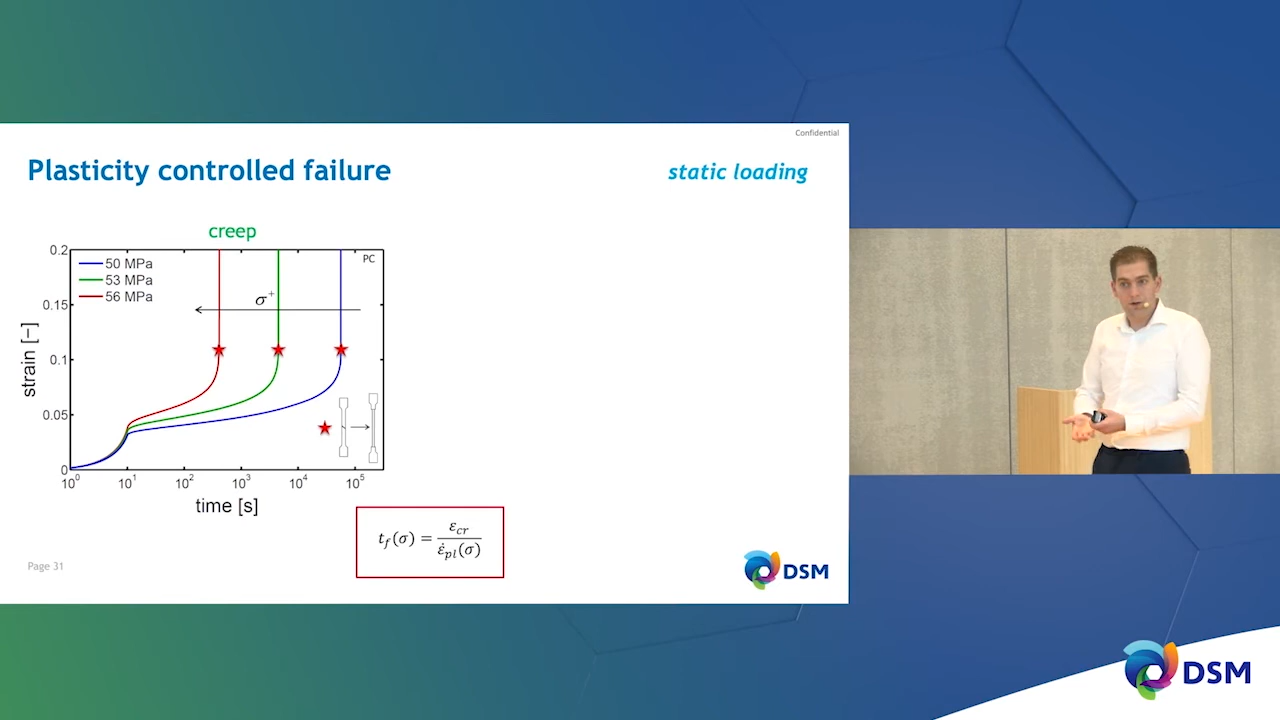 Confidential
Plasticity controlled failure
static loading
creep
PC
50 MPa
53 MPa
56 MPa
σ⁺
0.2
0.15
0.1
0.05
0
strain [−]
10⁰ 10¹ 10² 10³ 10⁴ 10⁵
time [s]
t_f(σ) = ε_cr / ε̇_pl(σ)
Page 31
DSM
DSM